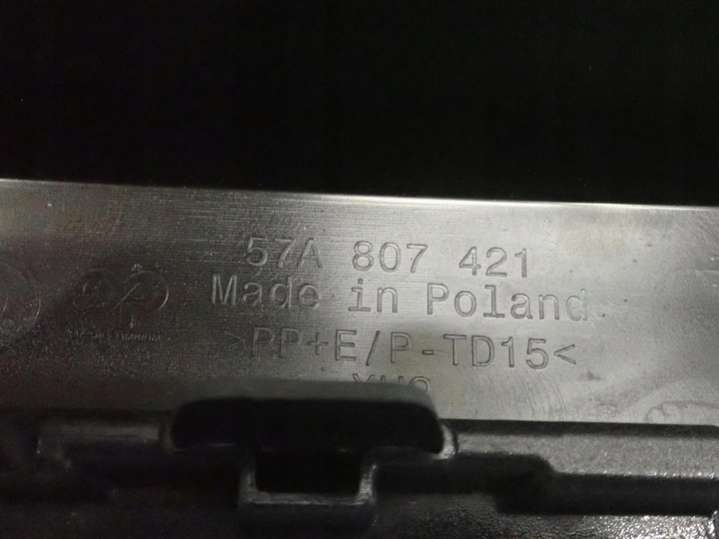 57A 807 421
Made in Poland
>PP+E/P-TD15<